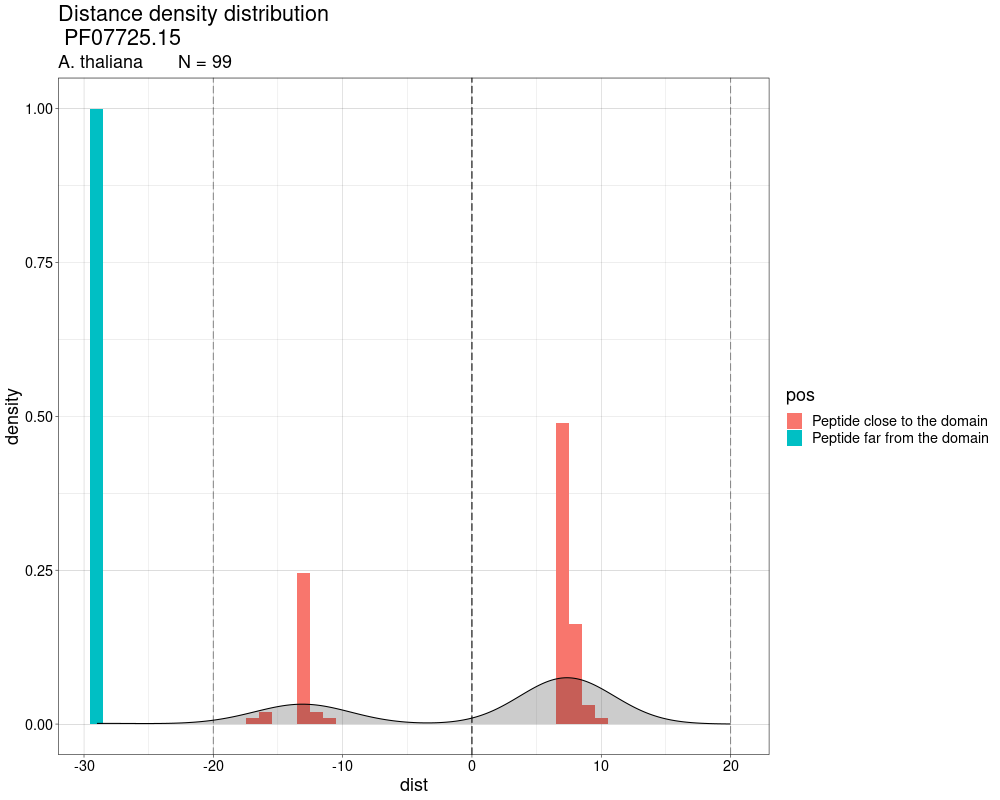 Distance density distribution
PF07725.15
A. thaliana N = 99
1.00
0.75
0.50
0.25
0.00
density
-30 -20 -10 0 10 20
dist
pos
Peptide close to the domain
Peptide far from the domain